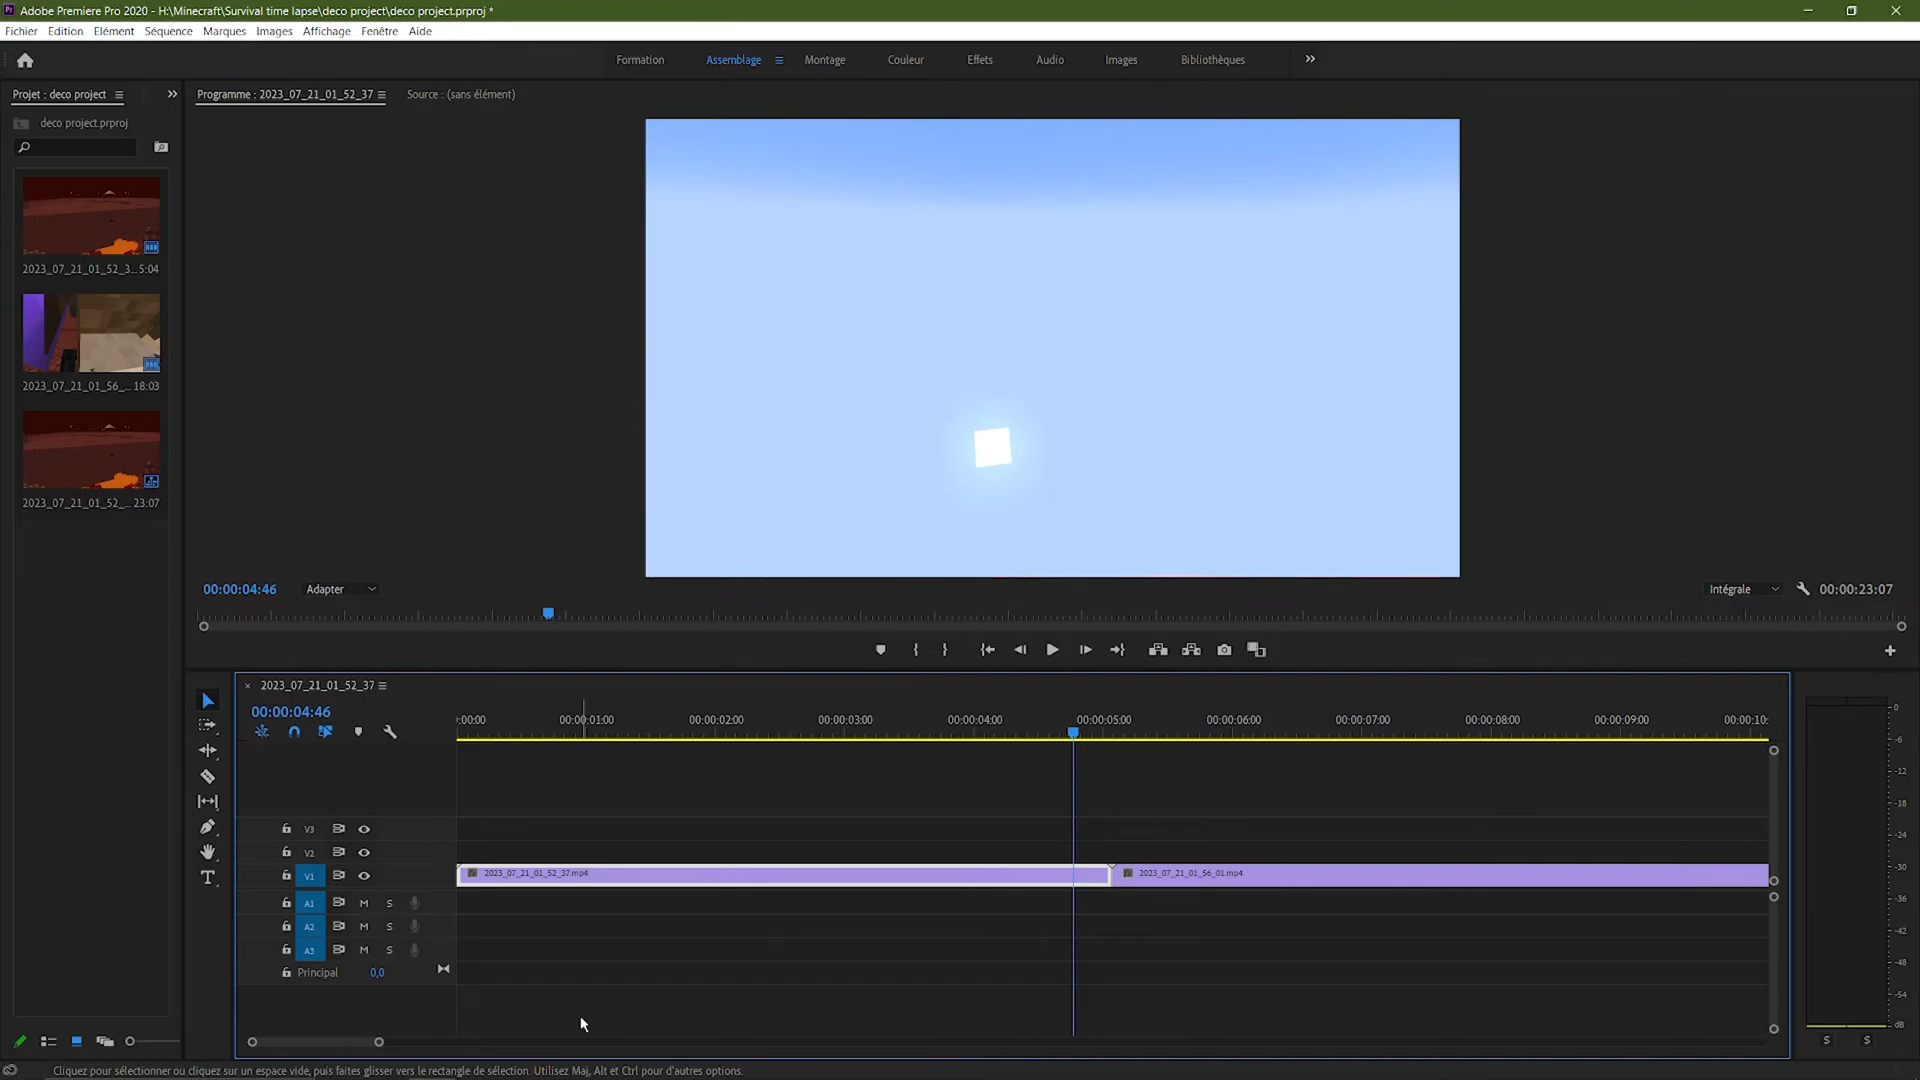 Adobe Premiere Pro 2020 - H:\Minecraft\Survival time lapse\deco project\deco project.prproj *
Fichier Edition Elément Séquence Marques Images Affichage Fenêtre Aide
Formation Assemblage Montage Couleur Effets Audio Images Bibliothèques
Projet : deco project
Programme : 2023_07_21_01_52_37 Source : (sans élément)
deco project.prproj
2023_07_21_01_52_3... 5:04
2023_07_21_01_56_... 18:03
2023_07_21_01_52_... 23:07
00:00:04:46 Adapter Intégrale 00:00:23:07
2023_07_21_01_52_37
00:00:04:46
:00:00 00:00:01:00 00:00:02:00 00:00:03:00 00:00:04:00 00:00:05:00 00:00:06:00 00:00:07:00 00:00:08:00 00:00:09:00 00:00:10:
V3
V2
V1 2023_07_21_01_52_37.mp4 2023_07_21_01_56_01.mp4
A1 M S
A2 M S
A3 M S
Principal 0,0
0
-6
-12
-18
-24
-30
-36
-42
-48
-54
dB
S S
Cliquez pour sélectionner ou cliquez sur un espace vide, puis faites glisser vers le rectangle de sélection. Utilisez Maj, Alt et Ctrl pour d'autres options.